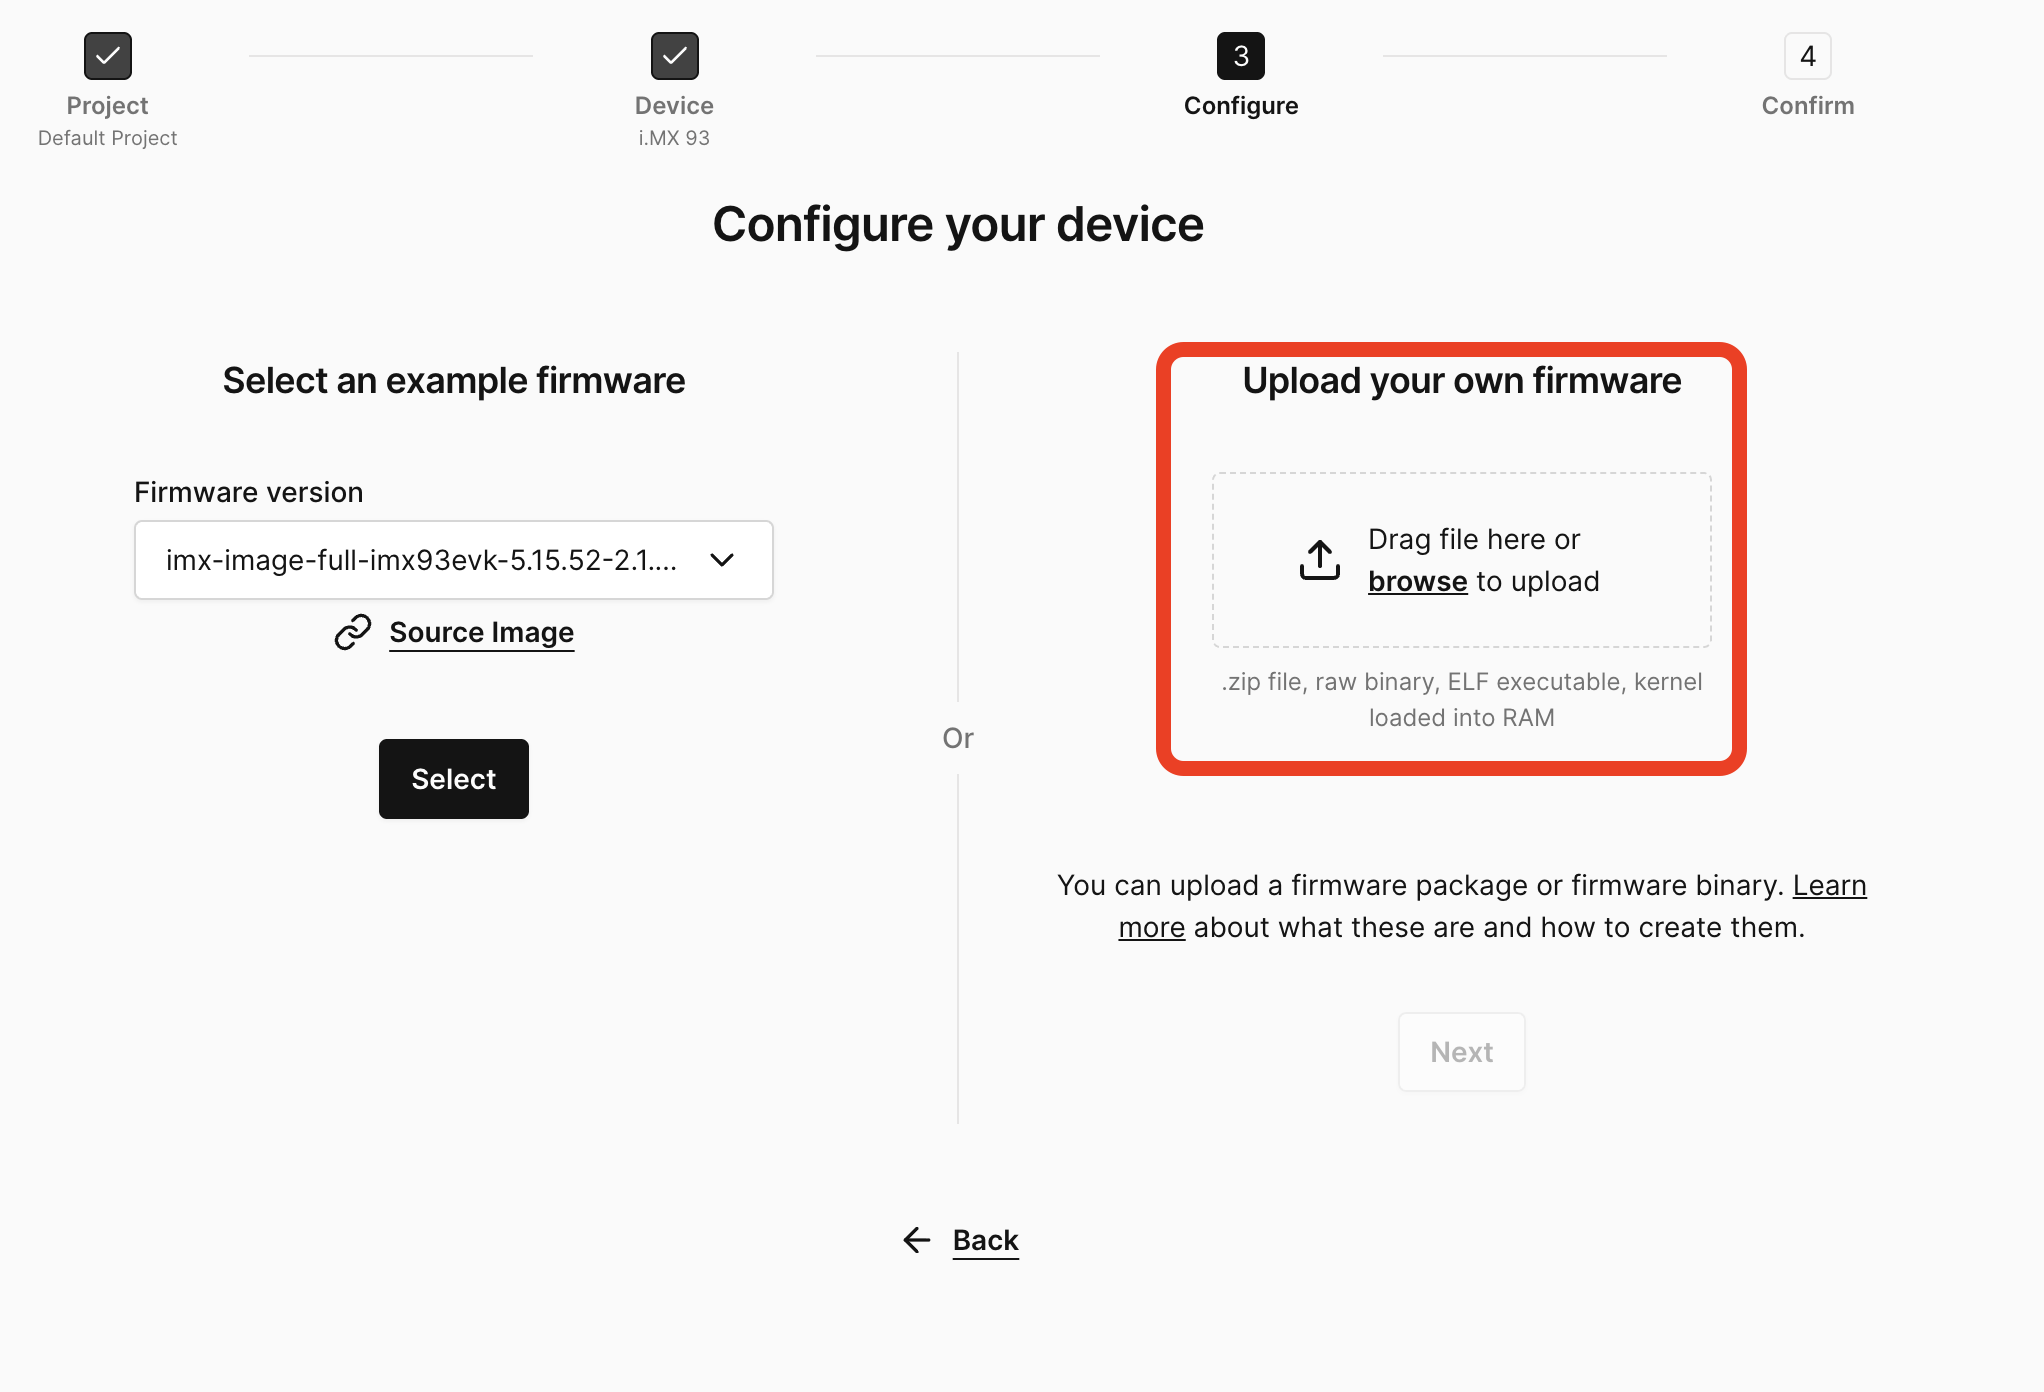 Project
Default Project
Device
i.MX 93
3
Configure
4
Confirm
Configure your device
Select an example firmware
Firmware version
imx-image-full-imx93evk-5.15.52-2.1....
Source Image
Select
Or
Upload your own firmware
Drag file here or
browse to upload
.zip file, raw binary, ELF executable, kernel
loaded into RAM
You can upload a firmware package or firmware binary. Learn
more about what these are and how to create them.
Next
Back